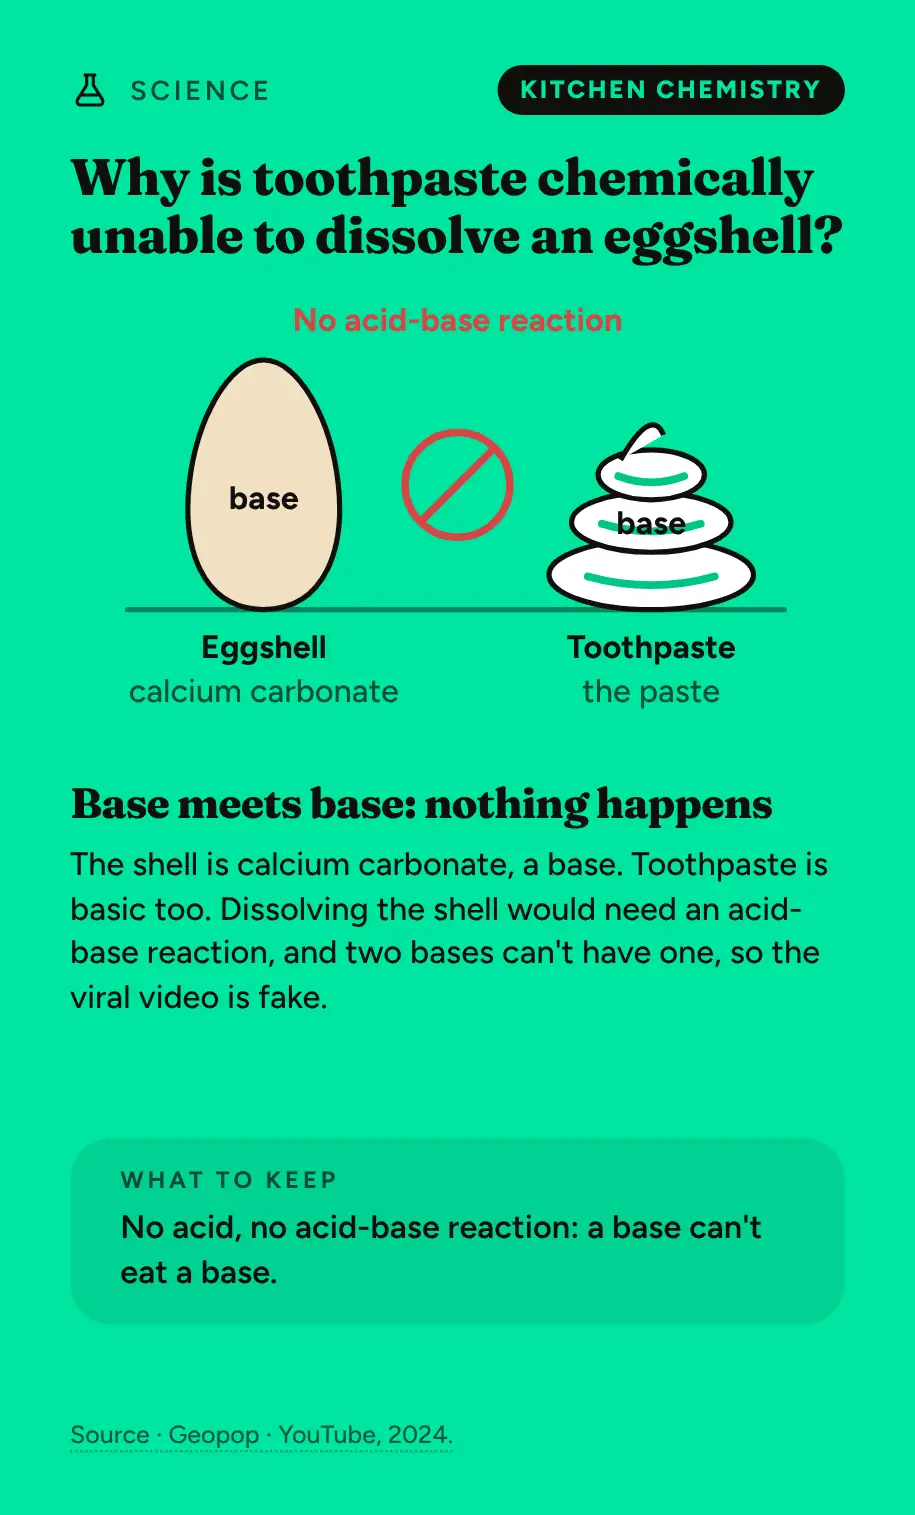 SCIENCE
KITCHEN CHEMISTRY
Why is toothpaste chemically
unable to dissolve an eggshell?
No acid-base reaction
base
base
Eggshell
calcium carbonate
Toothpaste
the paste
Base meets base: nothing happens
The shell is calcium carbonate, a base. Toothpaste is
basic too. Dissolving the shell would need an acid-
base reaction, and two bases can't have one, so the
viral video is fake.
WHAT TO KEEP
No acid, no acid-base reaction: a base can't
eat a base.
Source · Geopop · YouTube, 2024.